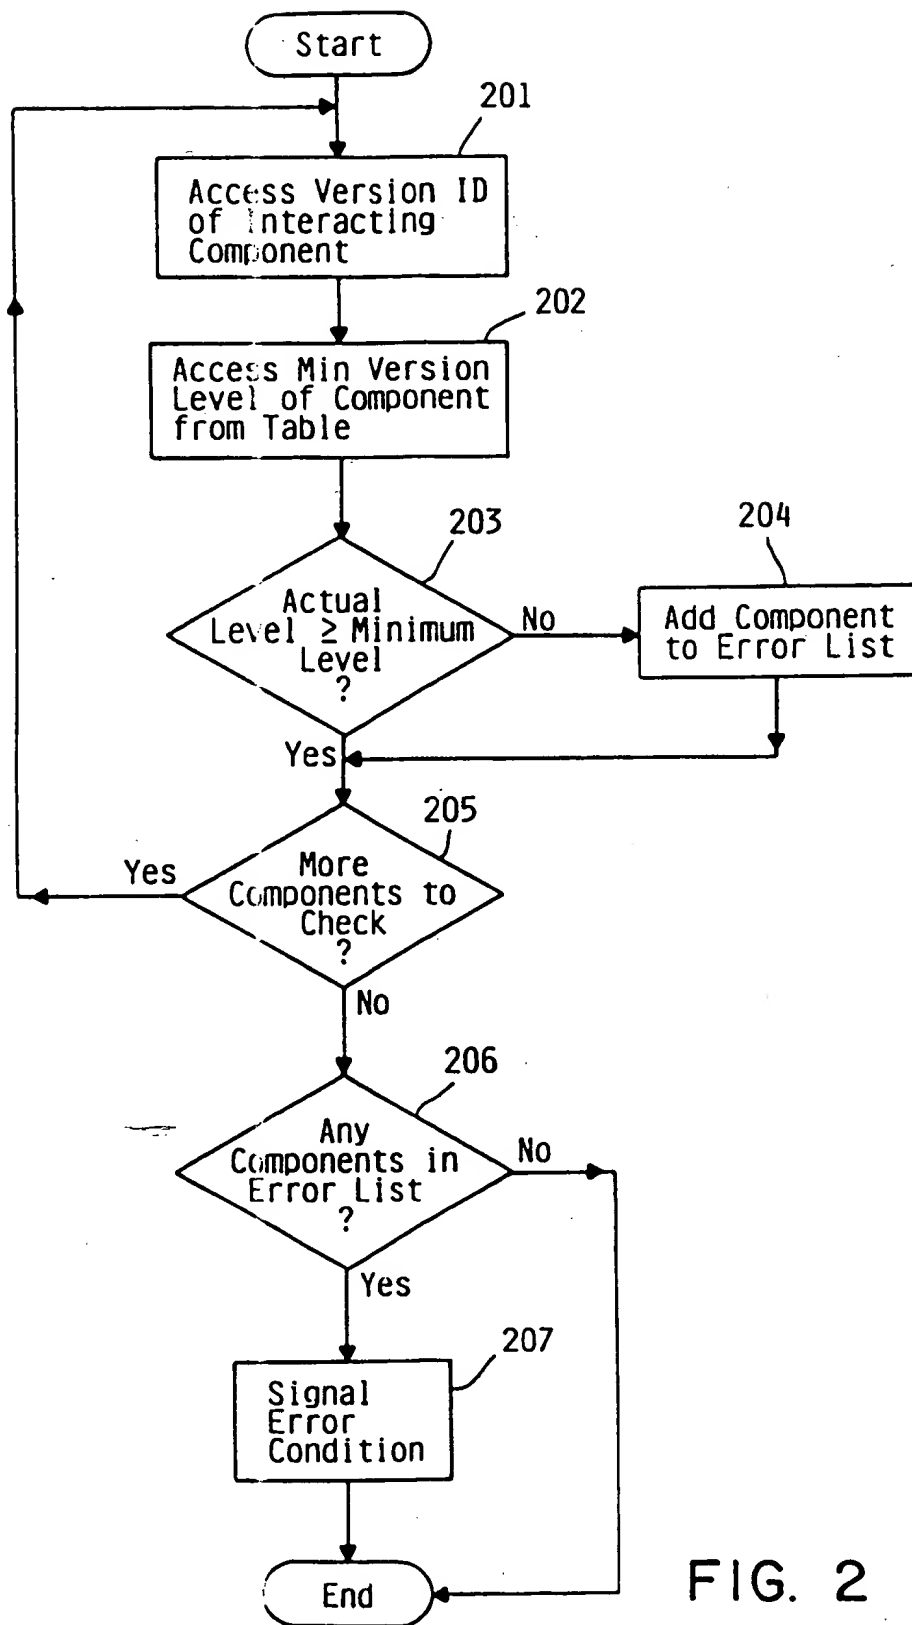 Start
201
Access Version ID
of Interacting
Component
202
Access Min Version
Level of Component
from Table
203
Actual
Level ≥ Minimum
Level
?
No
204
Add Component
to Error List
Yes
205
More
Components to
Check
?
Yes
No
206
Any
Components in
Error List
?
No
Yes
207
Signal
Error
Condition
End
FIG. 2